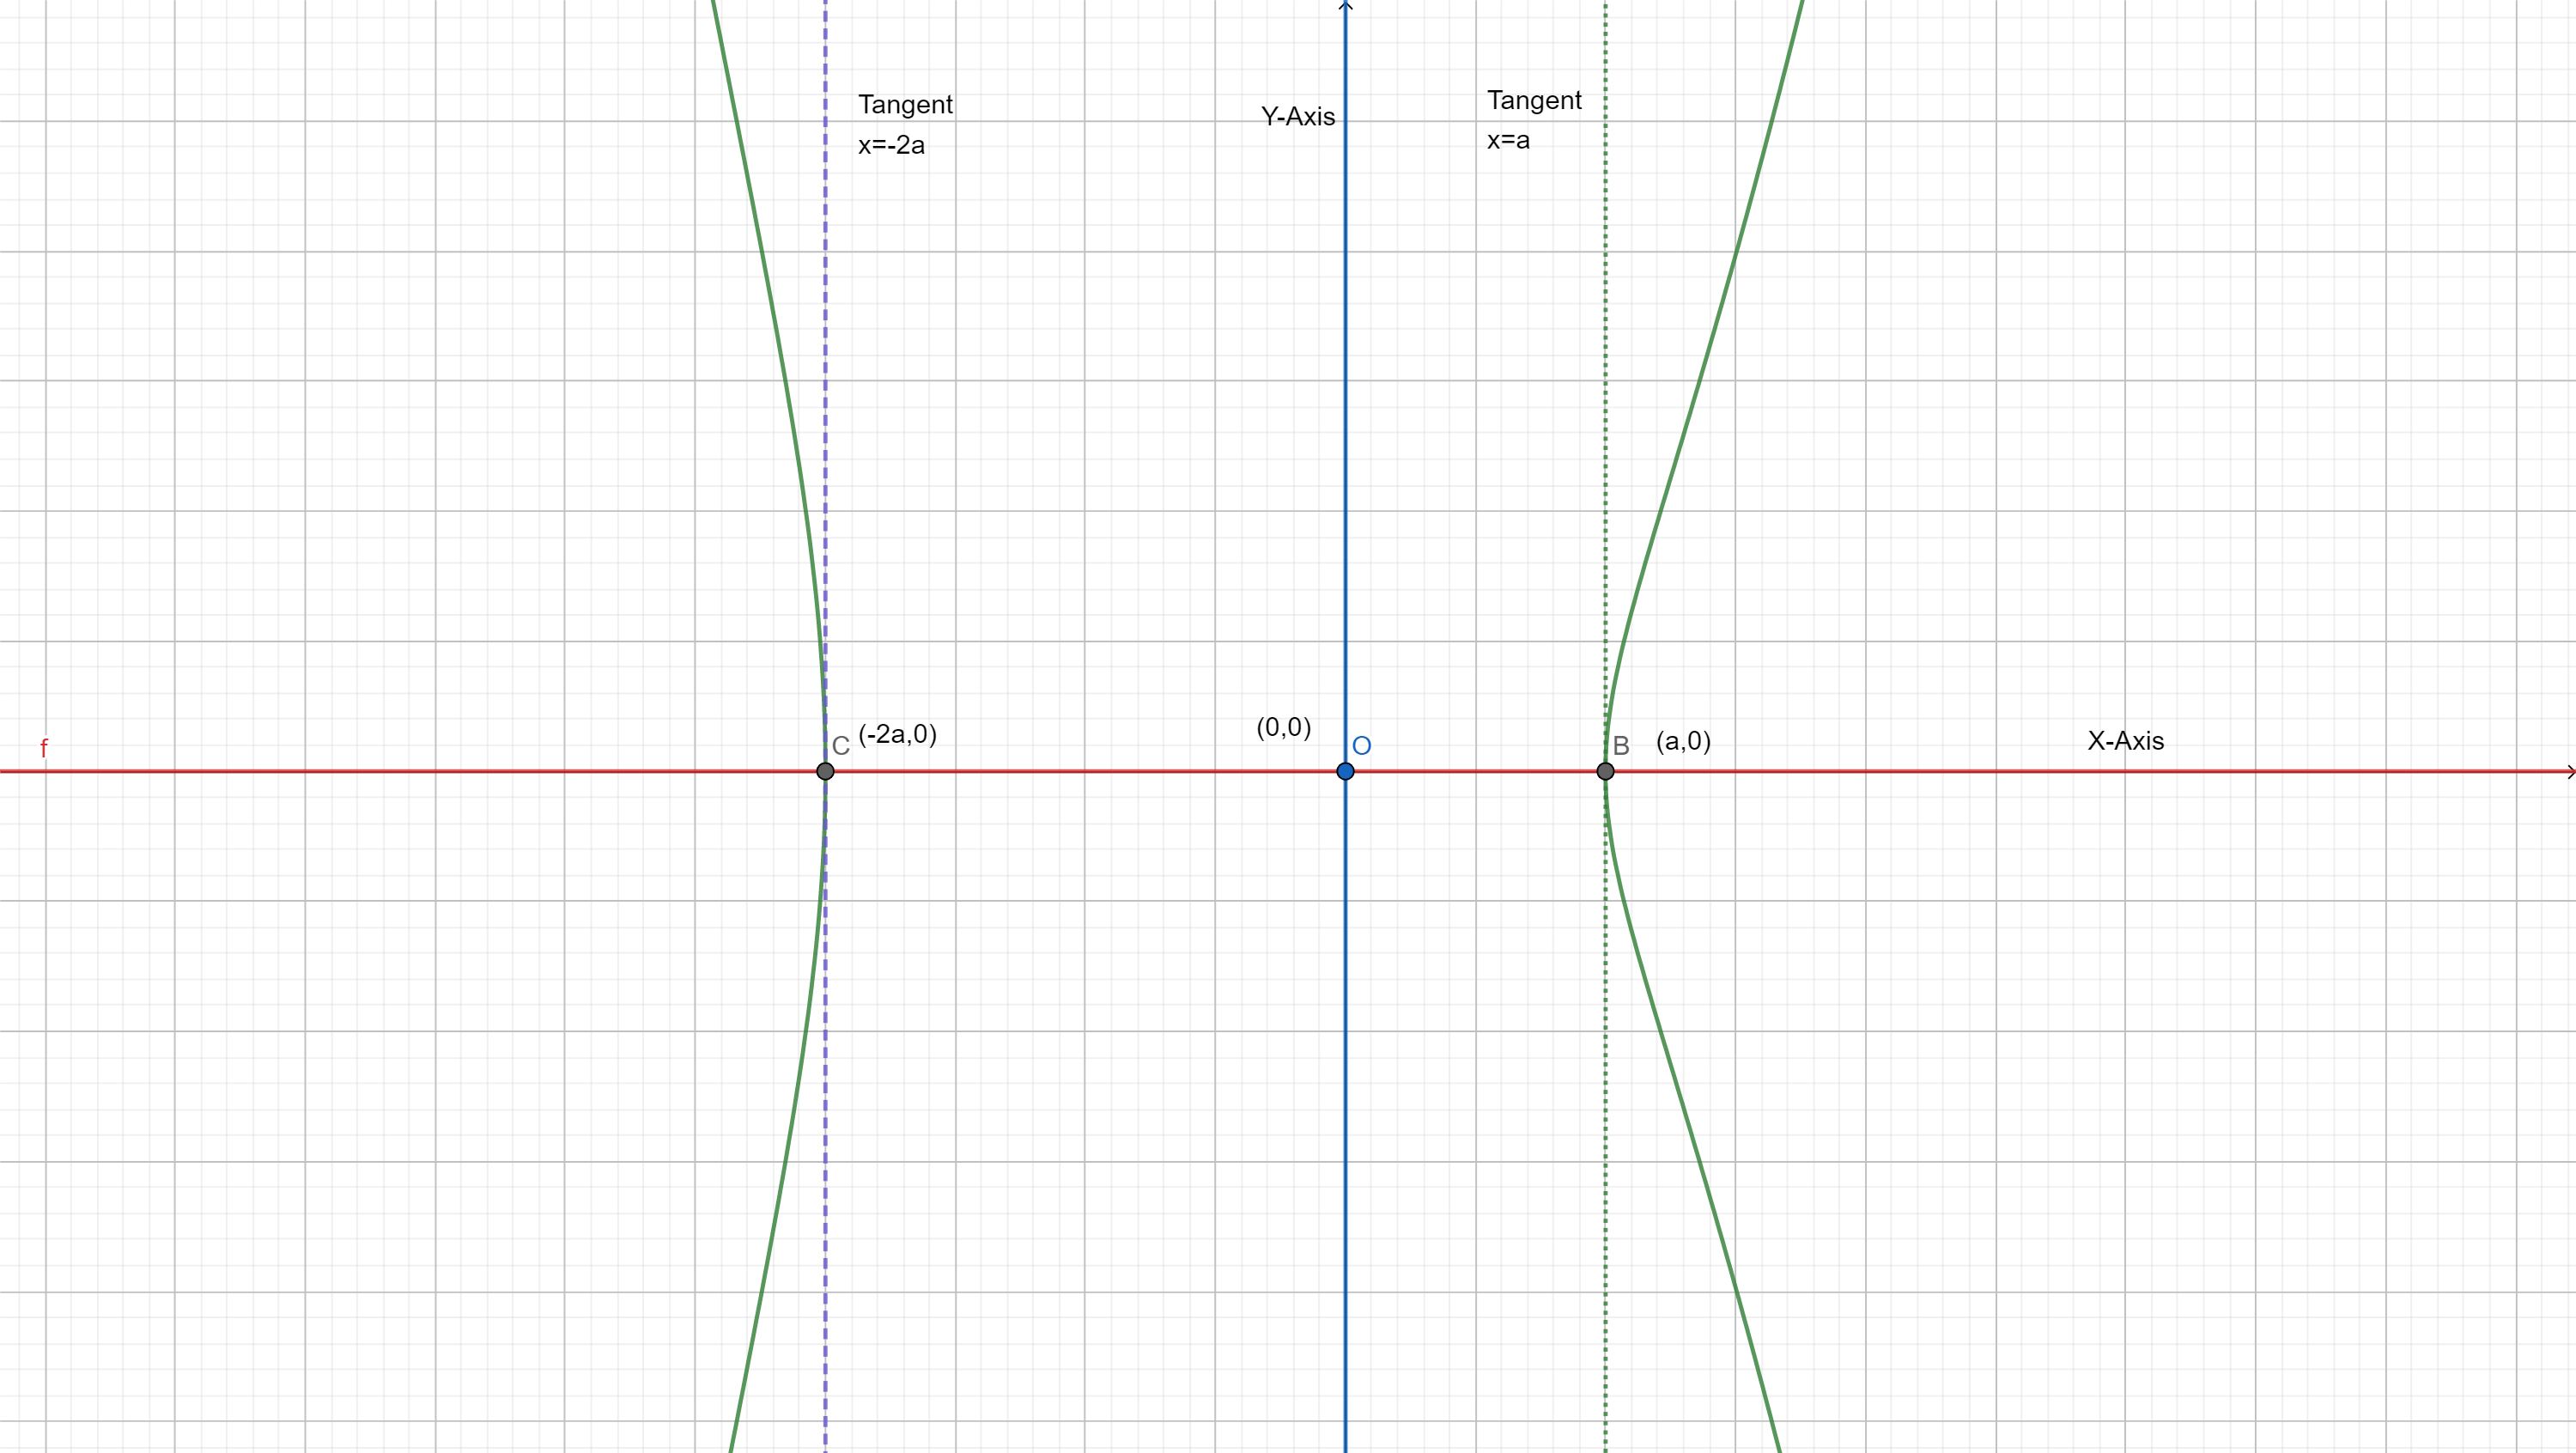 Tangent
x=-2a
Y-Axis
Tangent
x=a
f
C
(-2a,0)
(0,0)
O
B
(a,0)
X-Axis